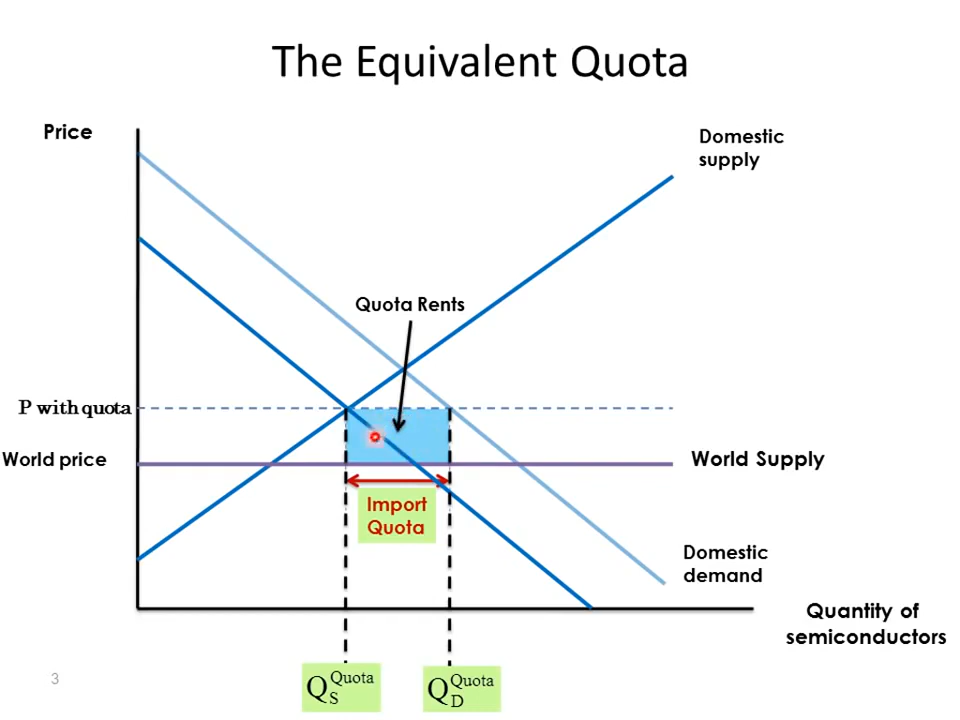 The Equivalent Quota
Price
Domestic
supply
Quota Rents
P with quota
World price
World Supply
Import
Quota
Domestic
demand
Quantity of
semiconductors
3
Q_S^Quota
Q_D^Quota